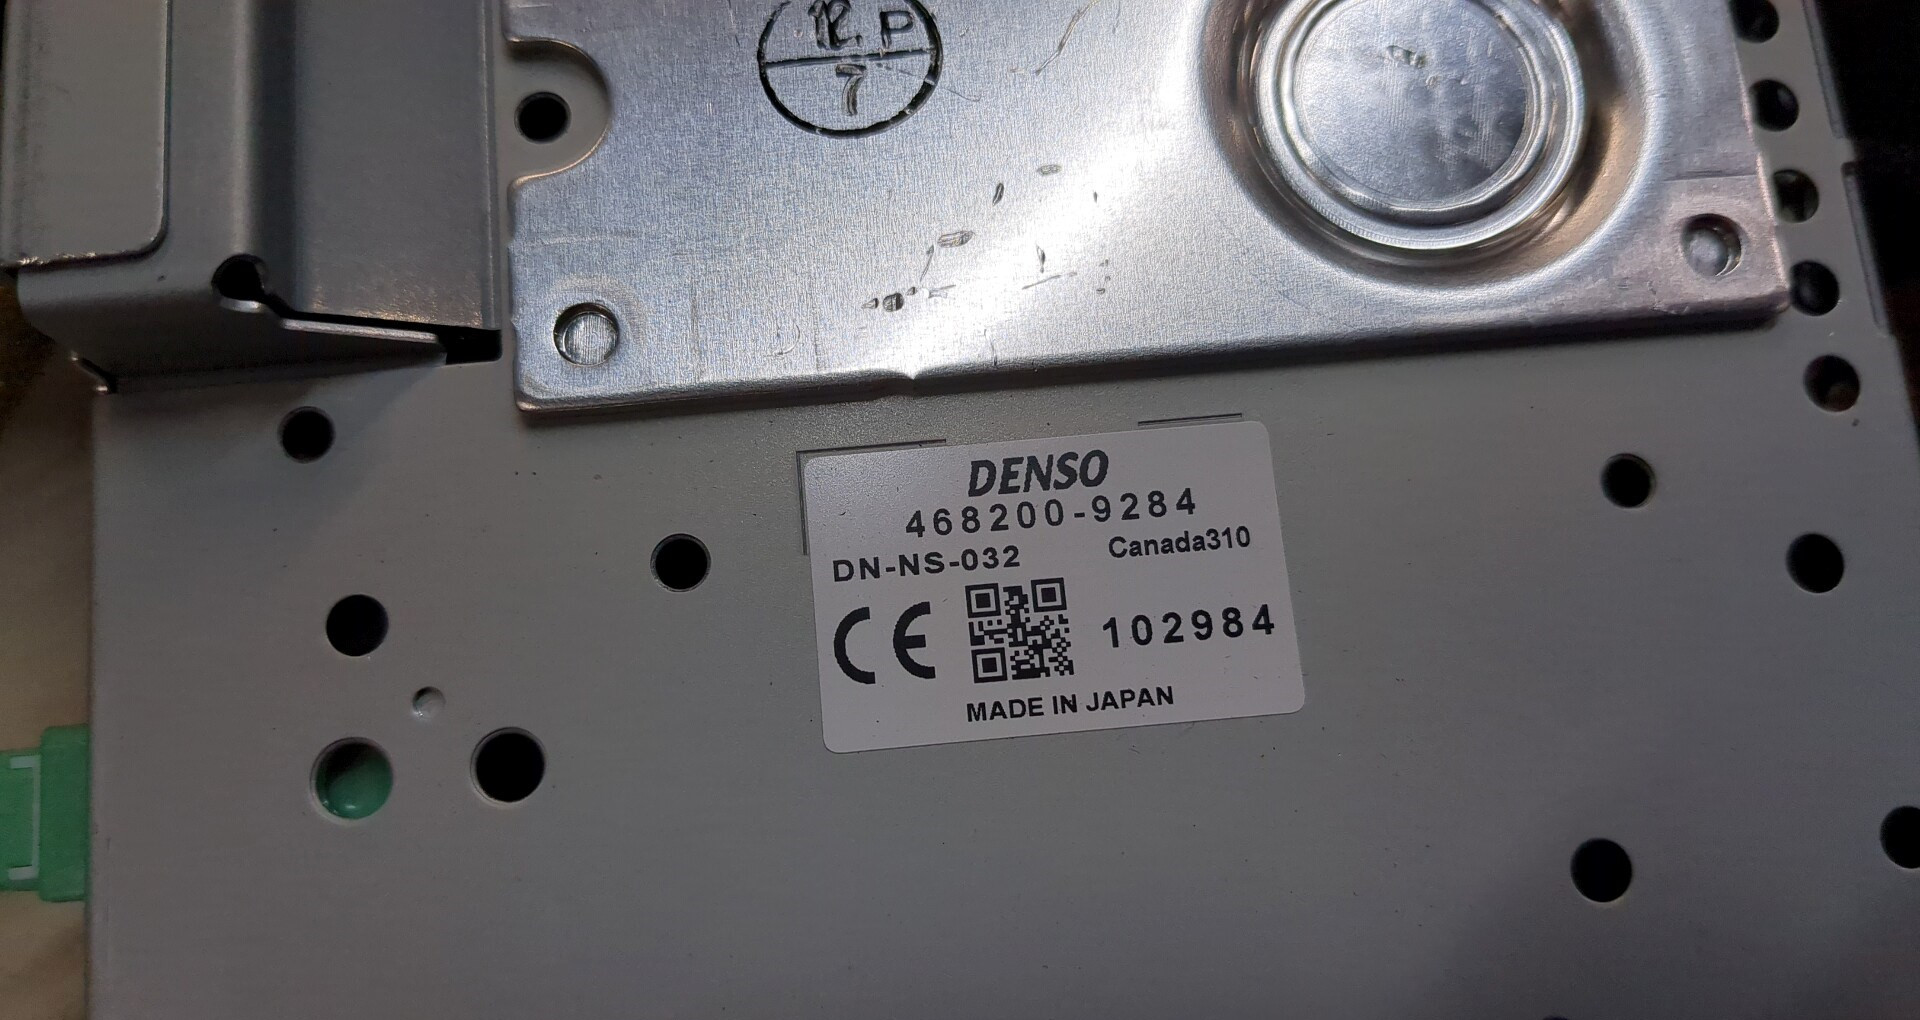 12. P
7
DENSO
468200-9284
DN-NS-032 Canada310
CE 102984
MADE IN JAPAN